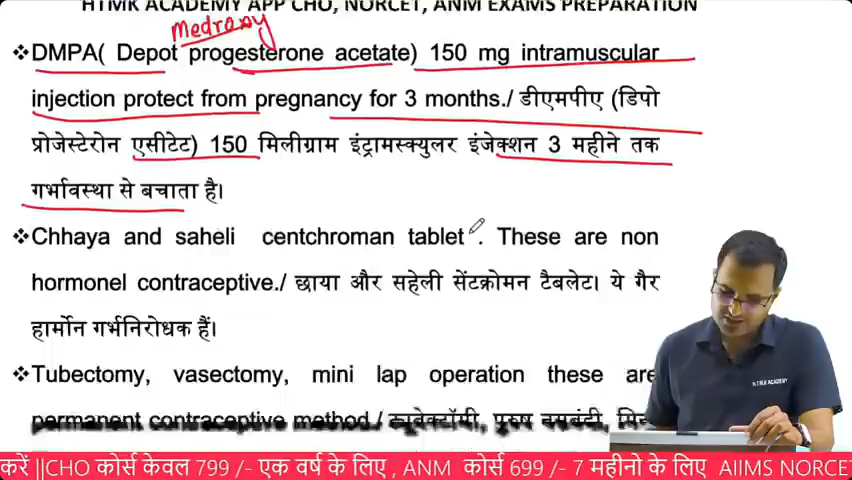 HTMK ACADEMY APP CHO, NORCET, ANM EXAMS PREPARATION
medroxy
❖DMPA( Depot progesterone acetate) 150 mg intramuscular
injection protect from pregnancy for 3 months./ डीएमपीए (डिपो
प्रोजेस्टेरोन एसीटेट) 150 मिलीग्राम इंट्रामस्क्युलर इंजेक्शन 3 महीने तक
गर्भावस्था से बचाता है।
❖Chhaya and saheli centchroman tablet . These are non
hormonel contraceptive./ छाया और सहेली सेंटक्रोमन टैबलेट। ये गैर
हार्मोन गर्भनिरोधक हैं।
❖Tubectomy, vasectomy, mini lap operation these are
permanent contraceptive method./ ट्यूबेक्टॉमी, पुरुष नसबंदी, मिनी
H.T.M.K ACADEMY
करें ||CHO कोर्स केवल 799 /- एक वर्ष के लिए , ANM कोर्स 699 /- 7 महीनो के लिए AIIMS NORCET